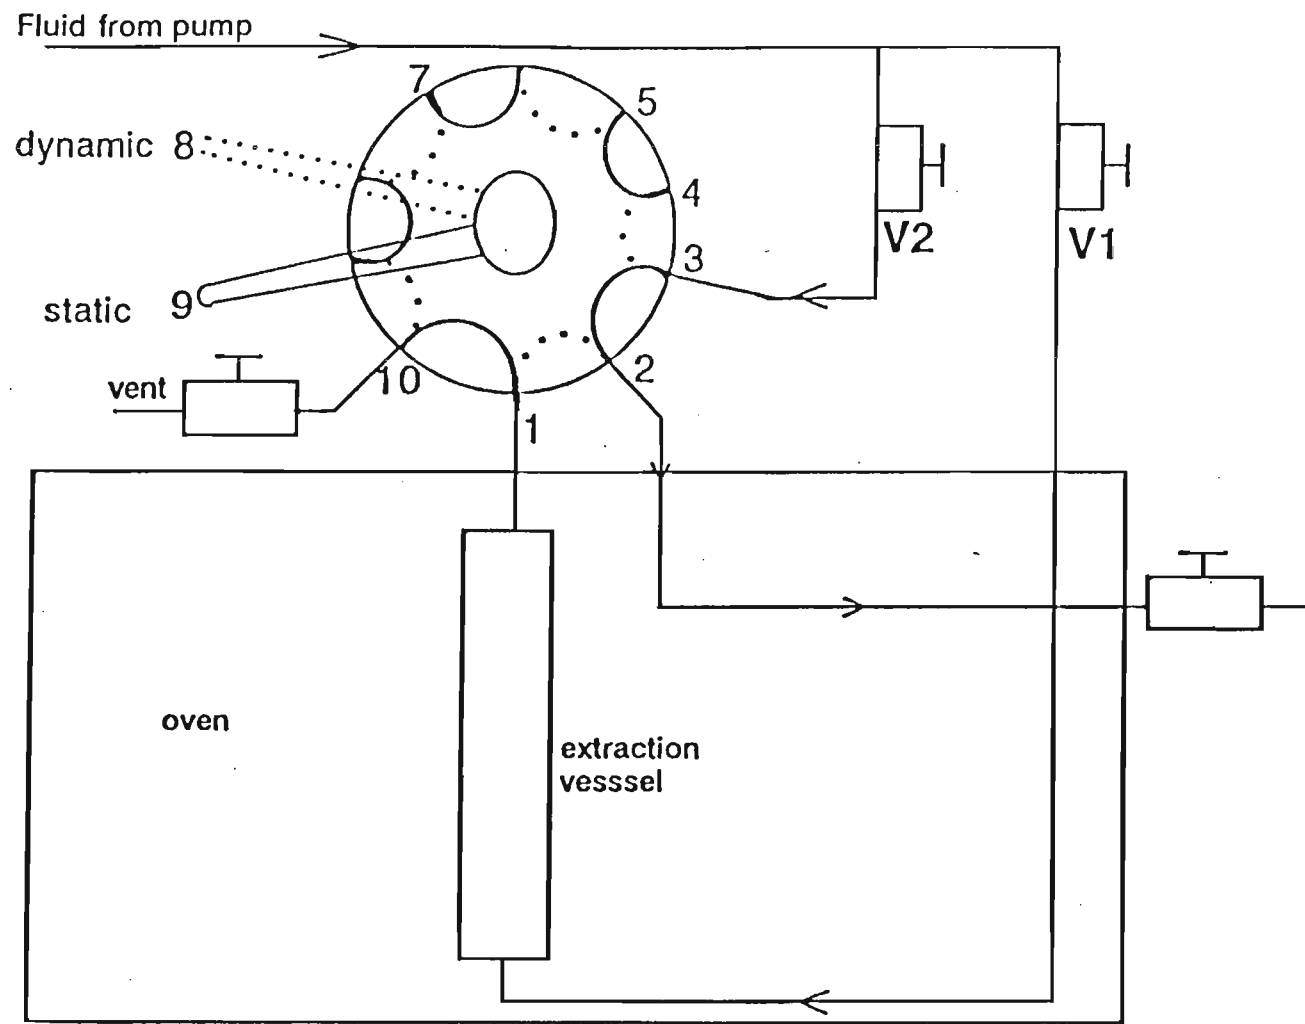 Fluid from pump
7
5
dynamic 8
4
V2
V1
3
static 9
2
10
vent
1
oven
extraction
vesssel